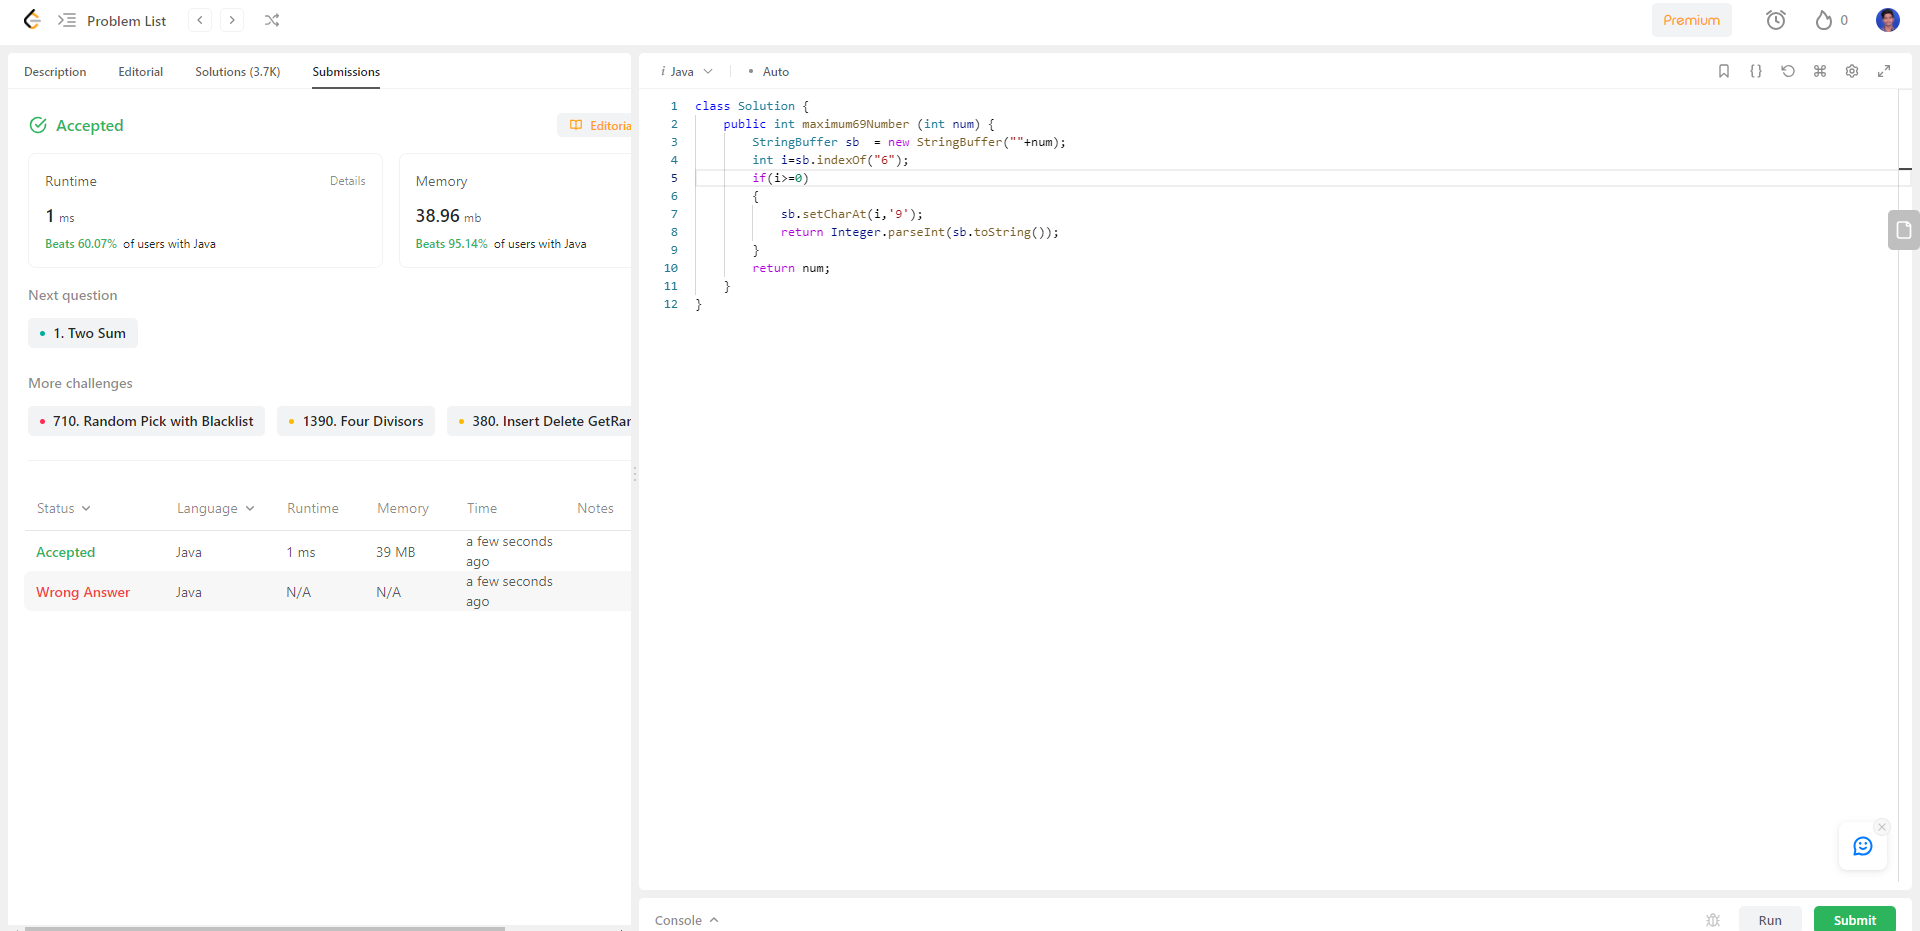 Problem List
Premium
0
Description Editorial Solutions (3.7K) Submissions
Accepted
Editoria
Runtime Details
1 ms
Beats 60.07% of users with Java
Memory
38.96 mb
Beats 95.14% of users with Java
Next question
1. Two Sum
More challenges
710. Random Pick with Blacklist
1390. Four Divisors
380. Insert Delete GetRar
Status Language Runtime Memory Time Notes
Accepted Java 1 ms 39 MB a few seconds
ago
Wrong Answer Java N/A N/A a few seconds
ago
i Java • Auto
1 class Solution {
2     public int maximum69Number (int num) {
3         StringBuffer sb  = new StringBuffer(""+num);
4         int i=sb.indexOf("6");
5         if(i>=0)
6         {
7             sb.setCharAt(i,'9');
8             return Integer.parseInt(sb.toString());
9         }
10         return num;
11     }
12 }
Console
Run
Submit